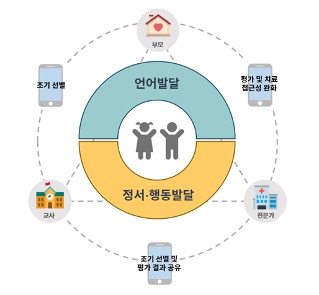 부모
조기 선별
평가 및 치료
접근성 완화
언어발달
정서·행동발달
교사
전문가
조기 선별 및
평가 결과 공유